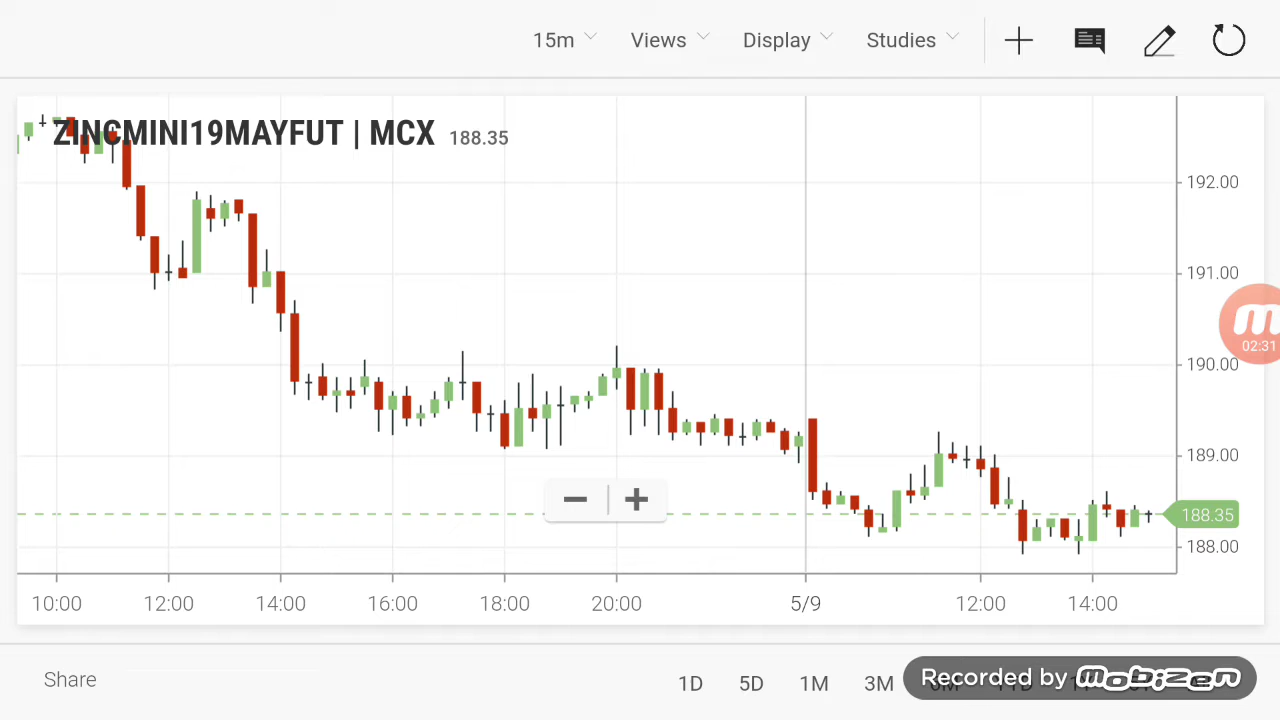 15m Views Display Studies
ZINCMINI19MAYFUT | MCX 188.35
192.00
191.00
02:31
190.00
189.00
188.35
188.00
10:00 12:00 14:00 16:00 18:00 20:00 5/9 12:00 14:00
Share 1D 5D 1M 3M
Recorded by mobizen